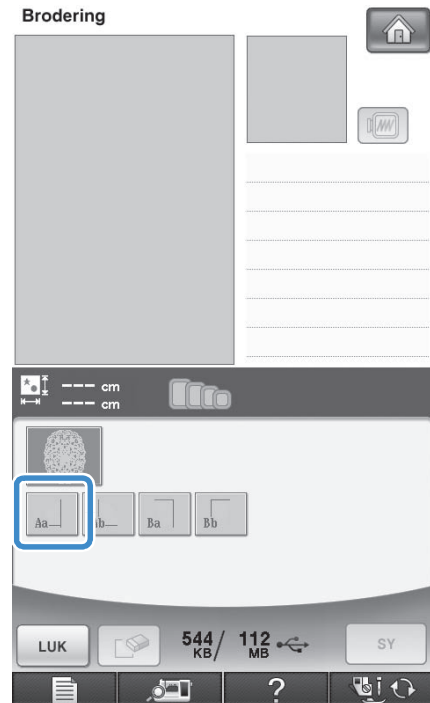 Brodering
--- cm
--- cm
Aa
Ab
Ba
Bb
LUK
544 KB/
112 MB
SY
?